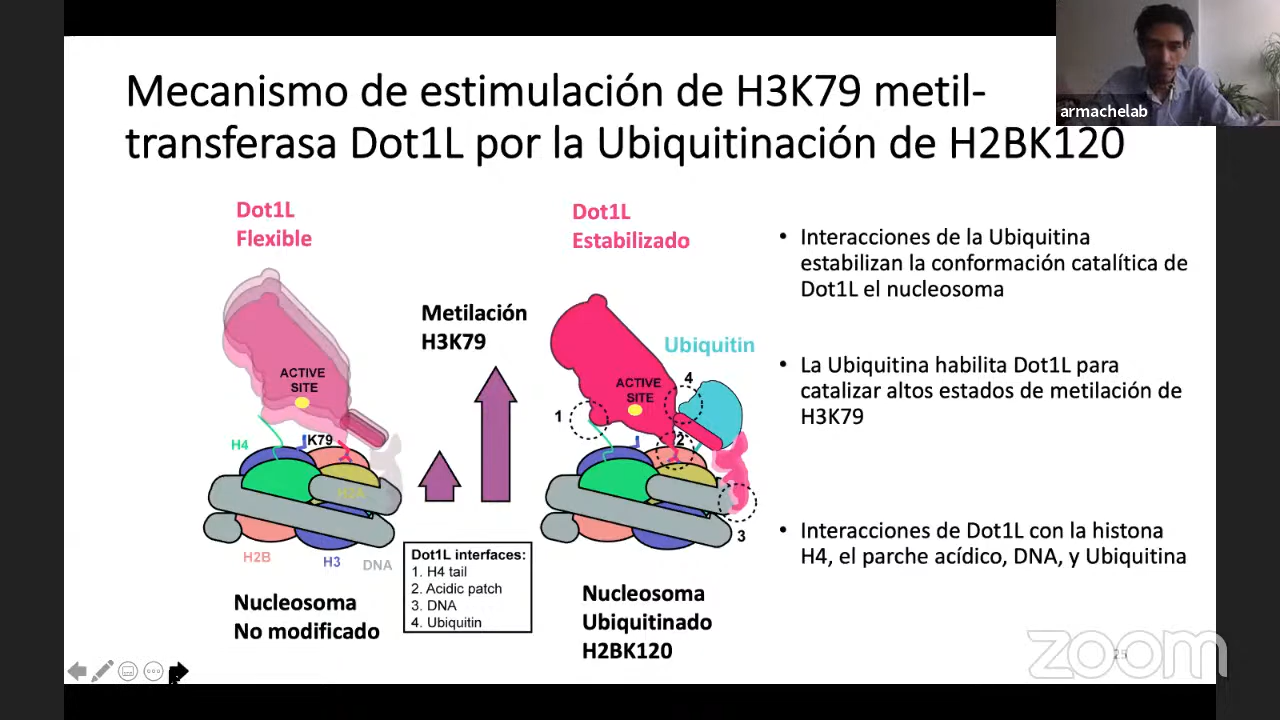 Mecanismo de estimulación de H3K79 metil-
transferasa Dot1L por la Ubiquitinación de H2BK120
armachelab
Dot1L
Flexible
Metilación
H3K79
ACTIVE
SITE
H4
K79
H2A
H2B
H3
DNA
Nucleosoma
No modificado
Dot1L interfaces:
1. H4 tail
2. Acidic patch
3. DNA
4. Ubiquitin
Dot1L
Estabilizado
Ubiquitin
4
ACTIVE
SITE
1
2
3
Nucleosoma
Ubiquitinado
H2BK120
• Interacciones de la Ubiquitina
estabilizan la conformación catalítica de
Dot1L el nucleosoma
• La Ubiquitina habilita Dot1L para
catalizar altos estados de metilación de
H3K79
• Interacciones de Dot1L con la histona
H4, el parche acídico, DNA, y Ubiquitina
25
zoom